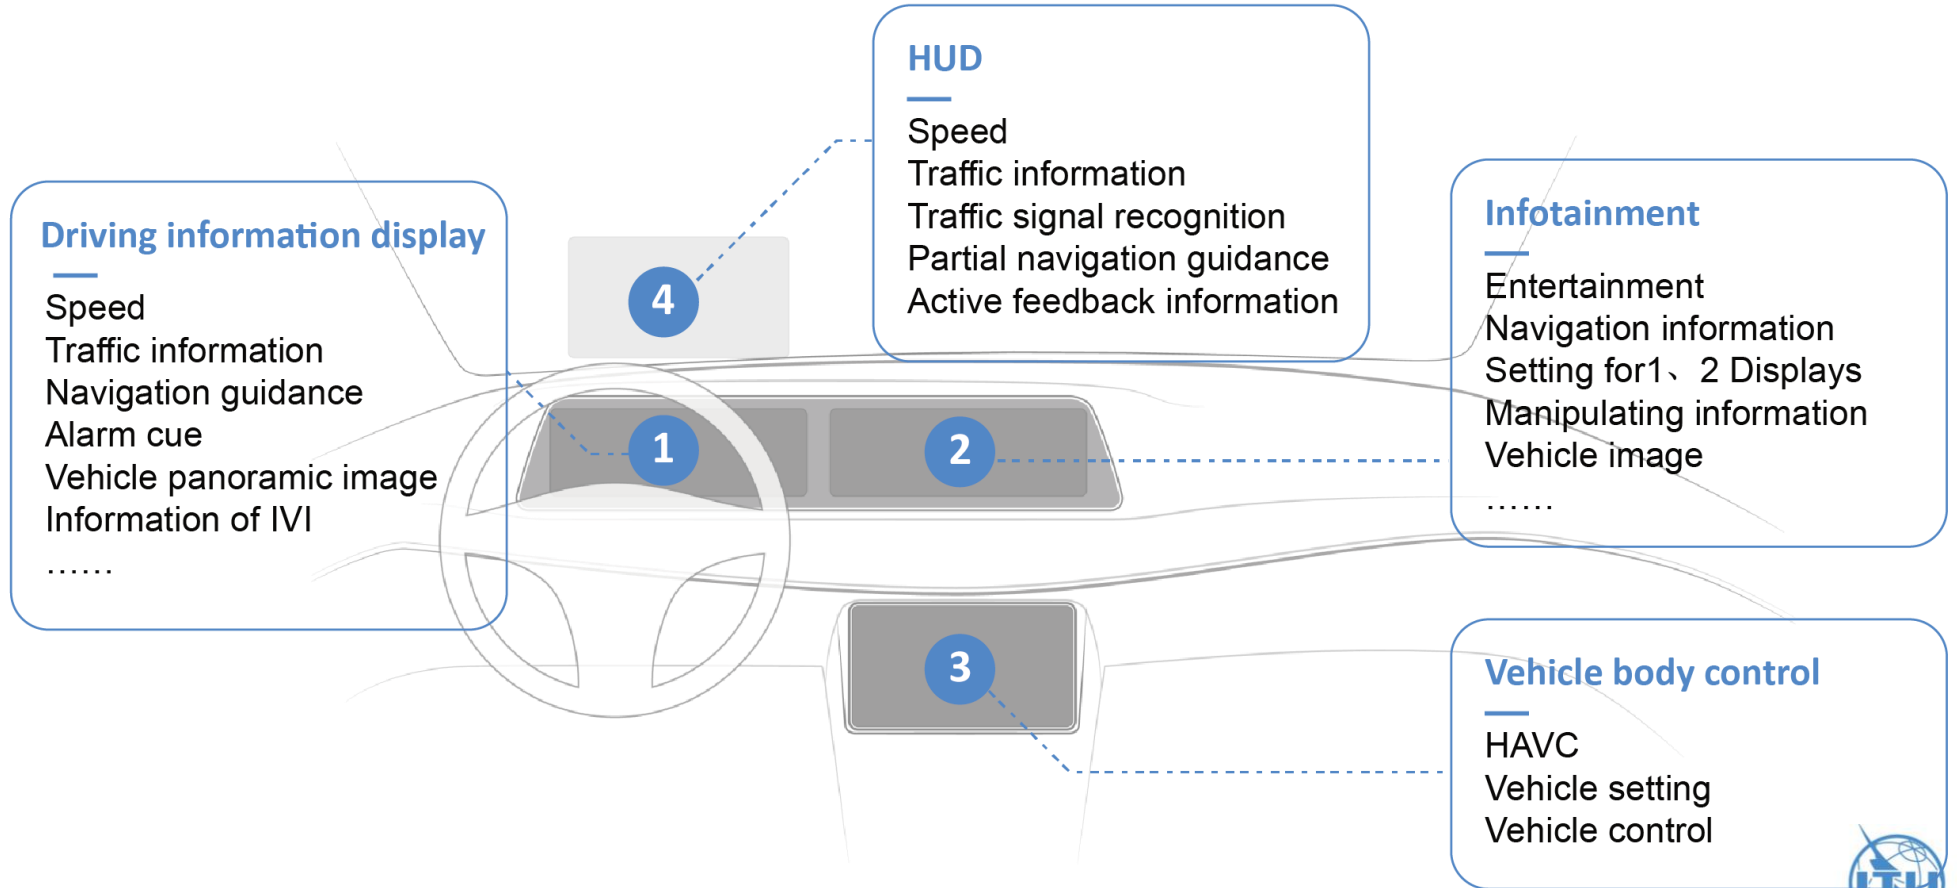 HUD
Speed
Traffic information
Traffic signal recognition
Partial navigation guidance
Active feedback information
Driving information display
Speed
Traffic information
Navigation guidance
Alarm cue
Vehicle panoramic image
Information of IVI
......
Infotainment
Entertainment
Navigation information
Setting for1、2 Displays
Manipulating information
Vehicle image
......
4
1
2
3
Vehicle body control
HAVC
Vehicle setting
Vehicle control
ITU